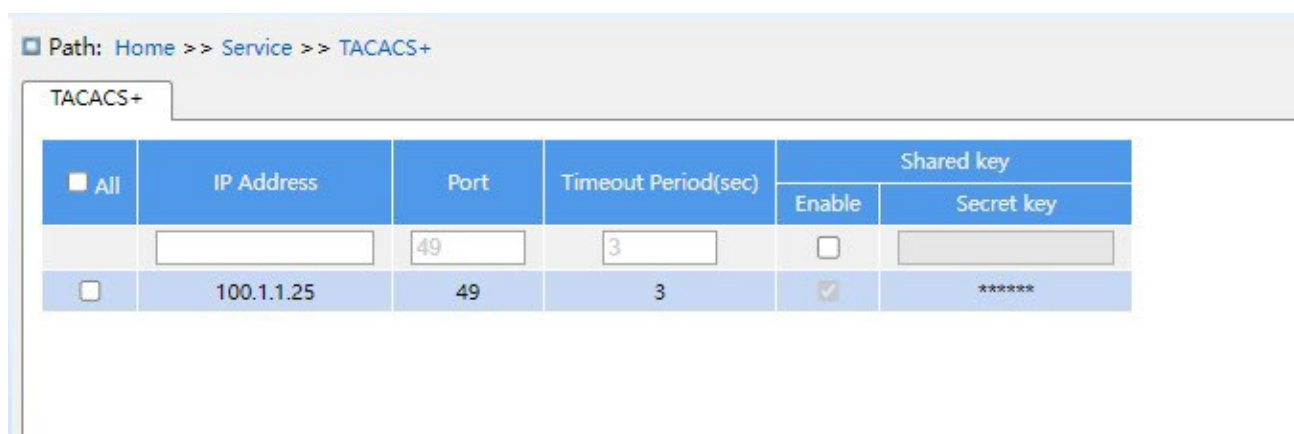 Path: Home >> Service >> TACACS+
TACACS+
All IP Address Port Timeout Period(sec) Shared key
Enable Secret key
49 3
100.1.1.25 49 3 ******